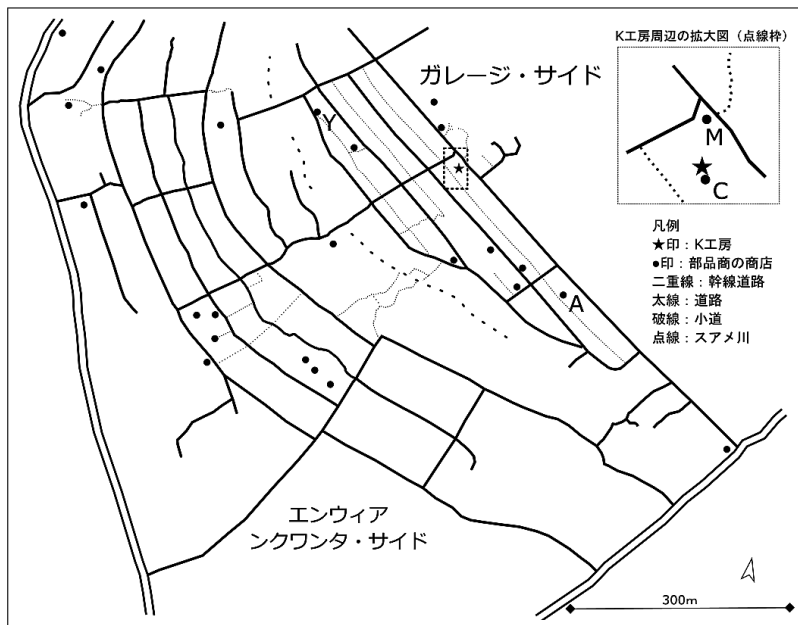 K工房周辺の拡大図（点線枠）
ガレージ・サイド
Y
M
C
凡例
★印：K工房
●印：部品商の商店
二重線：幹線道路
太線：道路
破線：小道
点線：スアメ川
A
エンウィア
ンクワンタ・サイド
300m